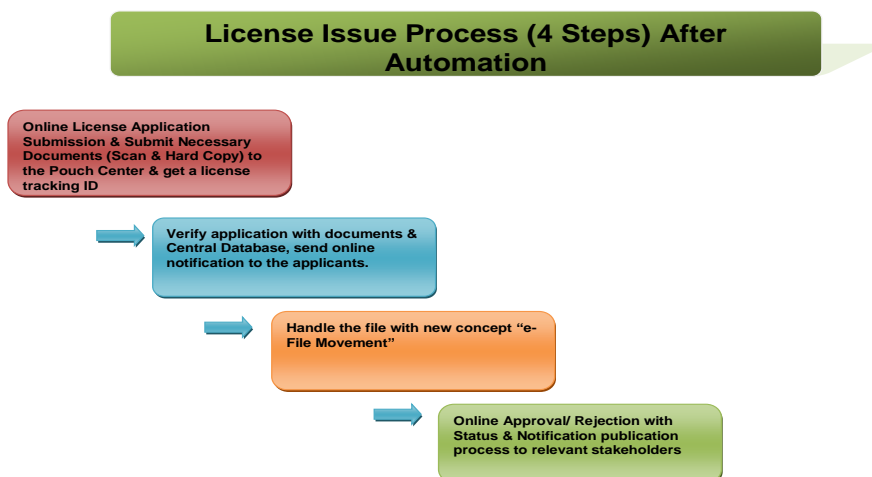 License Issue Process (4 Steps) After
Automation
Online License Application
Submission & Submit Necessary
Documents (Scan & Hard Copy) to
the Pouch Center & get a license
tracking ID
Verify application with documents &
Central Database, send online
notification to the applicants.
Handle the file with new concept “e-
File Movement”
Online Approval/ Rejection with
Status & Notification publication
process to relevant stakeholders